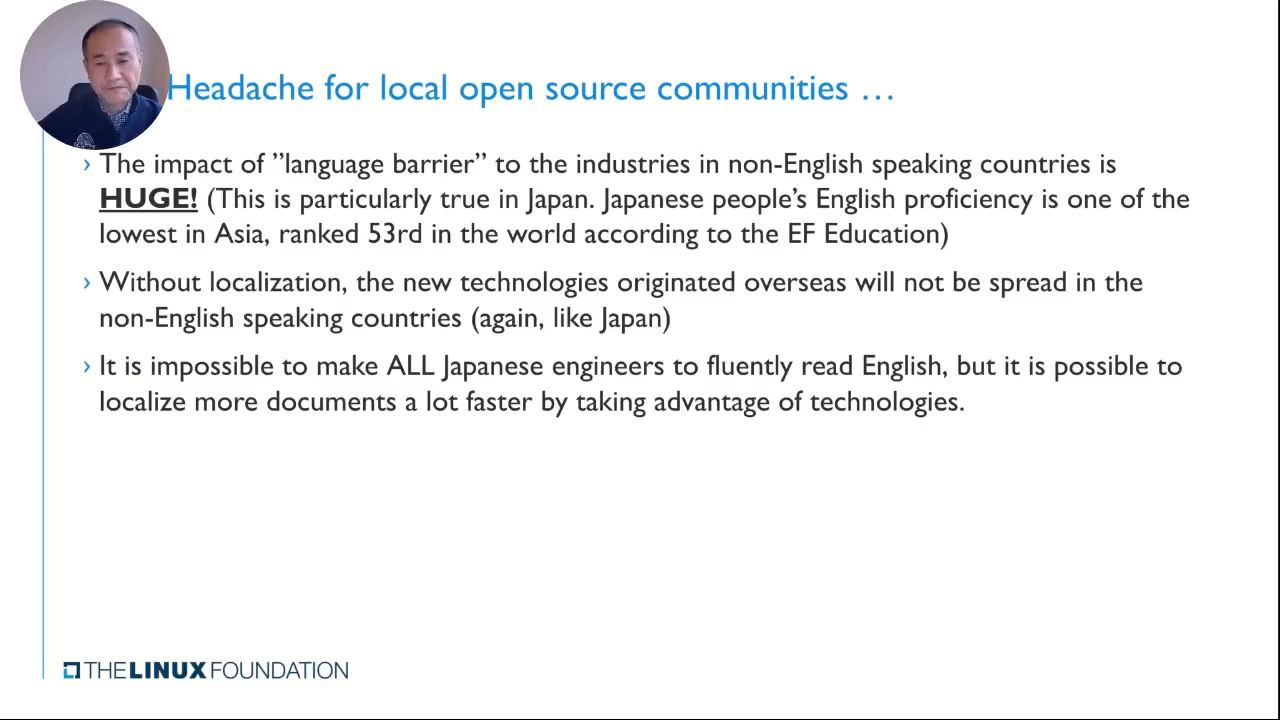 Headache for local open source communities …
› The impact of ”language barrier” to the industries in non-English speaking countries is
HUGE! (This is particularly true in Japan. Japanese people’s English proficiency is one of the
lowest in Asia, ranked 53rd in the world according to the EF Education)
› Without localization, the new technologies originated overseas will not be spread in the
non-English speaking countries (again, like Japan)
› It is impossible to make ALL Japanese engineers to fluently read English, but it is possible to
localize more documents a lot faster by taking advantage of technologies.
THE LINUX FOUNDATION